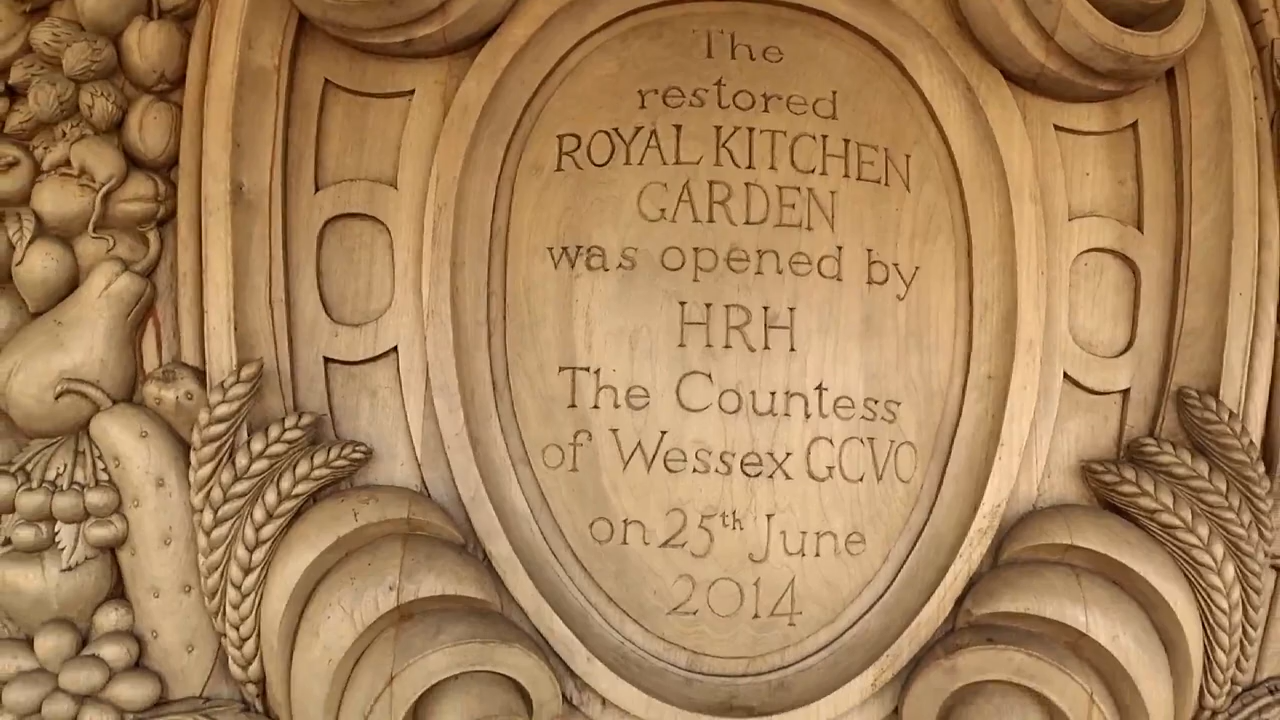 The
restored
ROYAL KITCHEN
GARDEN
was opened by
HRH
The Countess
of Wessex GCVO
on 25th June
2014